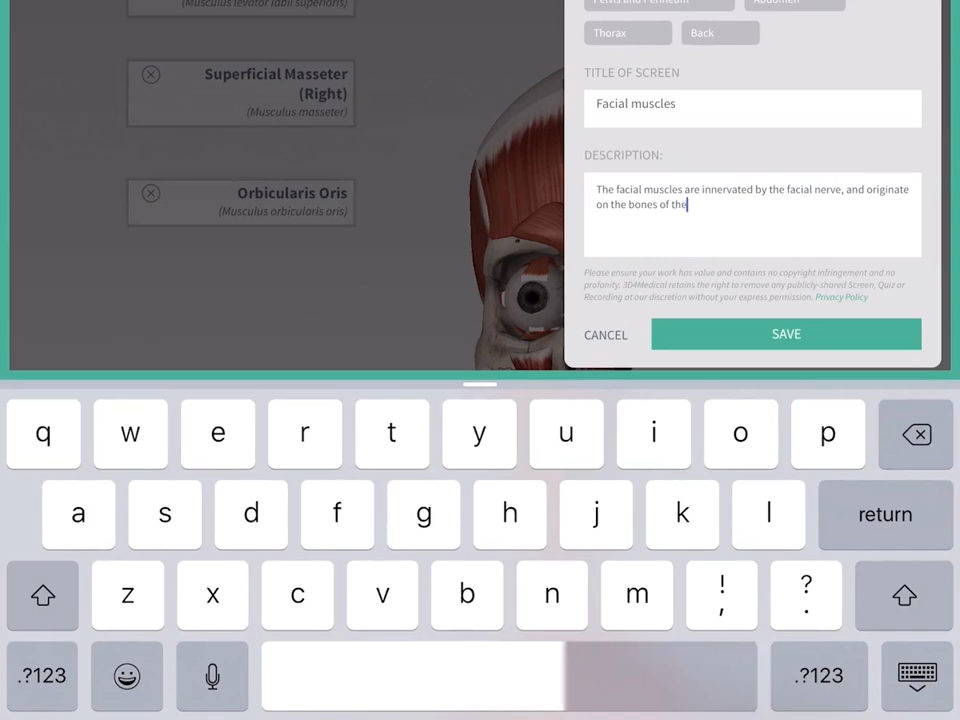 (Musculus levator labii superioris)
Superficial Masseter
(Right)
(Musculus masseter)
Orbicularis Oris
(Musculus orbicularis oris)
Pelvis and Perineum
Abdomen
Thorax
Back
TITLE OF SCREEN
Facial muscles
DESCRIPTION:
The facial muscles are innervated by the facial nerve, and originate
on the bones of the
Please ensure your work has value and contains no copyright infringement and no
profanity. 3D4Medical retains the right to remove any publicly-shared Screen, Quiz or
Recording at our discretion without your express permission. Privacy Policy
CANCEL
SAVE
q w e r t y u i o p
a s d f g h j k l return
z x c v b n m ! , ? .
.?123 .?123